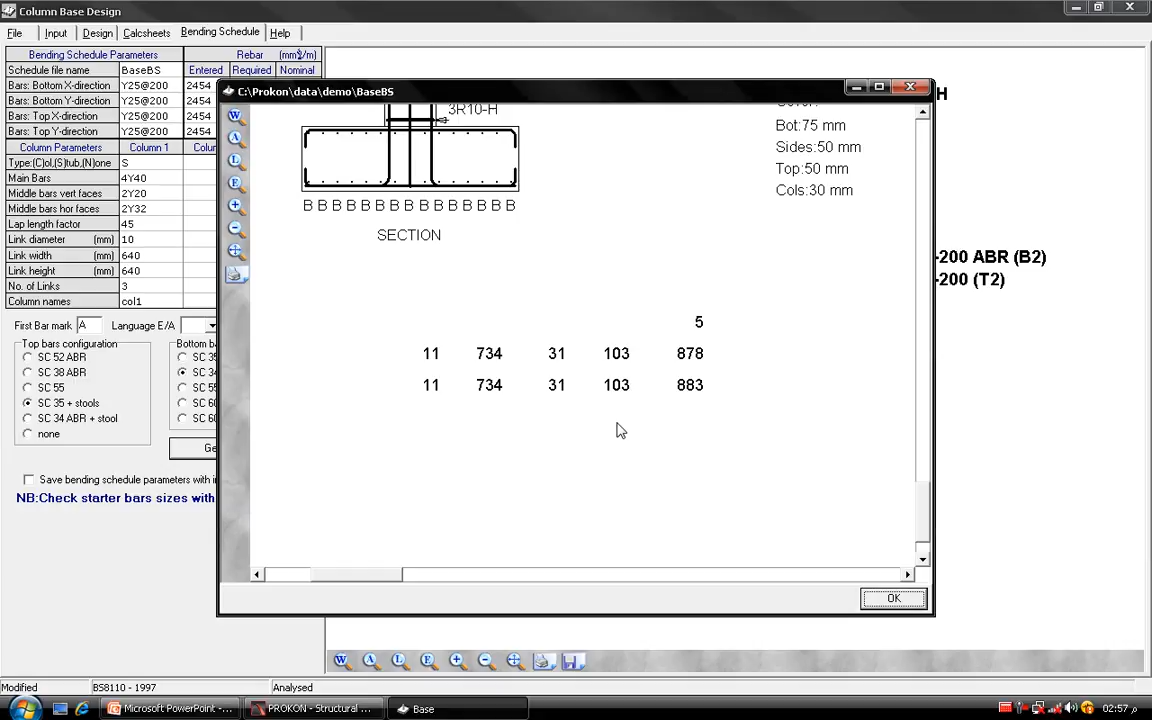 Column Base Design
File Input Design Calcsheets Bending Schedule Help
Bending Schedule Parameters Rebar (mm²/m)
Schedule file name BaseBS Entered Required Nominal
Bars: Bottom X-direction Y25@200 2454
Bars: Bottom Y-direction Y25@200 2454
Bars: Top X-direction Y25@200 2454
Bars: Top Y-direction Y25@200 2454
Column Parameters Column 1
Type:(C)ol,(S)tub,(N)one S
Main Bars 4Y40
Middle bars vert faces 2Y20
Middle bars hor faces 2Y32
Lap length factor 45
Link diameter (mm) 10
Link width (mm) 640
Link height (mm) 640
No. of Links 3
Column names col1
First Bar mark A Language E/A
Top bars configuration
SC 52 ABR
SC 38 ABR
SC 55
SC 35 + stools
SC 34 ABR + stool
none
Save bending schedule parameters with
NB:Check starter bars sizes with
C:\Prokon\data\demo\BaseBS
3R10-H
Bot:75 mm
Sides:50 mm
Top:50 mm
Cols:30 mm
B B B B B B B B B B B B B B B
SECTION
5
11 734 31 103 878
11 734 31 103 883
OK
H
-200 ABR (B2)
-200 (T2)
Modified BS8110 - 1997 Analysed
Microsoft PowerPoint -... PROKON - Structural ... Base 02:57 م